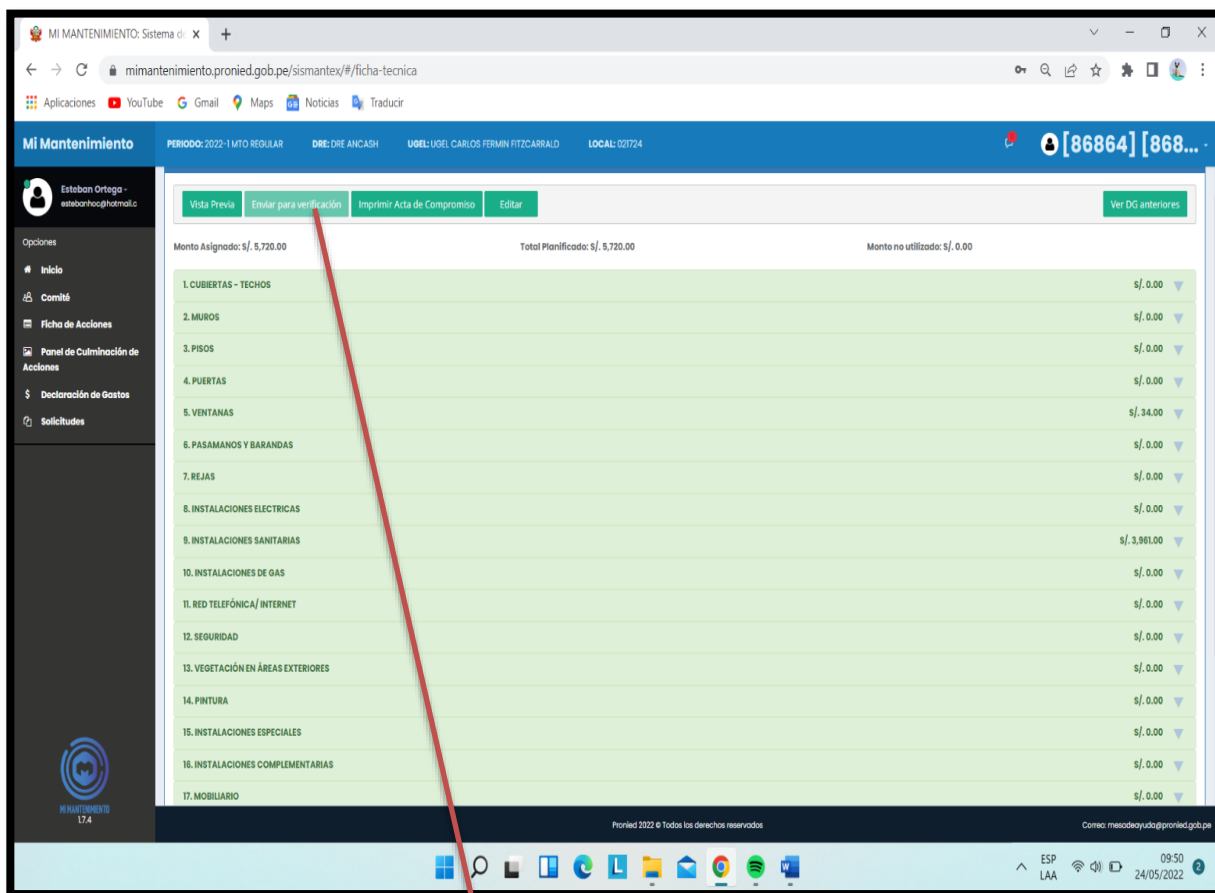 MI MANTENIMIENTO: Sistema de
mimantenimiento.pronied.gob.pe/sismantex/#/ficha-tecnica
Aplicaciones YouTube Gmail Maps Noticias Traducir
Mi Mantenimiento PERIODO: 2022-1 MTO REGULAR DRE: DRE ANCASH UGEL: UGEL CARLOS FERMIN FITZCARRALD LOCAL: 021724 [86864] [868...
Esteban Ortega -
estebanhoc@hotmail.c
Vista Previa Enviar para verificación Imprimir Acta de Compromiso Editar Ver DG anteriores
Opciones
Inicio
Comité
Ficha de Acciones
Panel de Culminación de
Acciones
Declaración de Gastos
Solicitudes
Monto Asignado: S/. 5,720.00 Total Planificado: S/. 5,720.00 Monto no utilizado: S/. 0.00
1. CUBIERTAS - TECHOS S/. 0.00
2. MUROS S/. 0.00
3. PISOS S/. 0.00
4. PUERTAS S/. 0.00
5. VENTANAS S/. 34.00
6. PASAMANOS Y BARANDAS S/. 0.00
7. REJAS S/. 0.00
8. INSTALACIONES ELECTRICAS S/. 0.00
9. INSTALACIONES SANITARIAS S/. 3,961.00
10. INSTALACIONES DE GAS S/. 0.00
11. RED TELEFÓNICA/ INTERNET S/. 0.00
12. SEGURIDAD S/. 0.00
13. VEGETACIÓN EN ÁREAS EXTERIORES S/. 0.00
14. PINTURA S/. 0.00
15. INSTALACIONES ESPECIALES S/. 0.00
16. INSTALACIONES COMPLEMENTARIAS S/. 0.00
17. MOBILIARIO S/. 0.00
MI MANTENIMIENTO
1.7.4
Pronied 2022 © Todos los derechos reservados Correo: mesadeayuda@pronied.gob.pe
ESP
LAA
09:50
24/05/2022
2